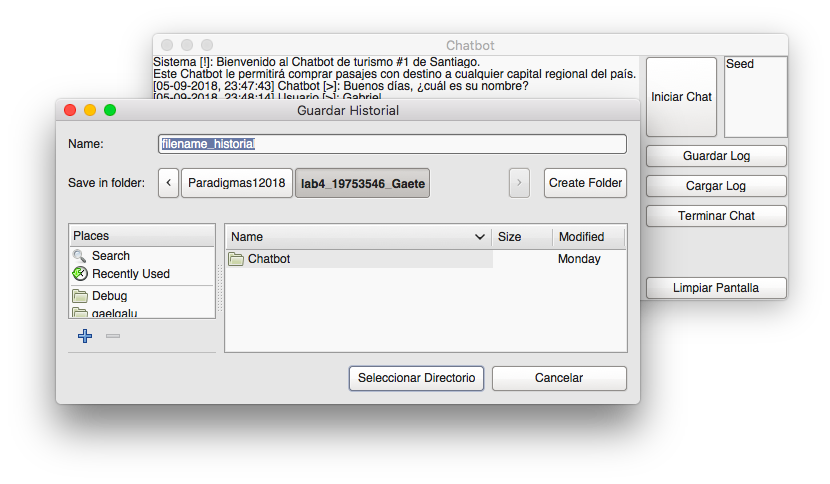 Chatbot
Sistema [!]: Bienvenido al Chatbot de turismo #1 de Santiago.
Este Chatbot le permitirá comprar pasajes con destino a cualquier capital regional del país.
[05-09-2018, 23:47:43] Chatbot [>]: Buenos días, ¿cuál es su nombre?
[05-09-2018, 23:48:14] Usuario [>]: Gabriel
Iniciar Chat
Seed
Guardar Log
Cargar Log
Terminar Chat
Limpiar Pantalla
Guardar Historial
Name:
filename_historial
Save in folder:
<
Paradigmas12018
lab4_19753546_Gaete
>
Create Folder
Places
Search
Recently Used
Debug
gaelgalu
Name
Size
Modified
Chatbot
Monday
Seleccionar Directorio
Cancelar